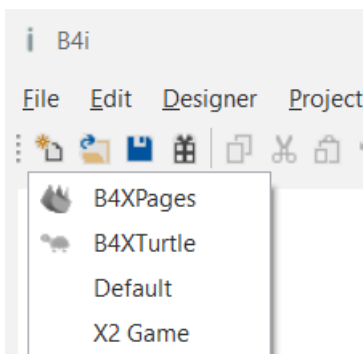 B4i
File Edit Designer Project
B4XPages
B4XTurtle
Default
X2 Game